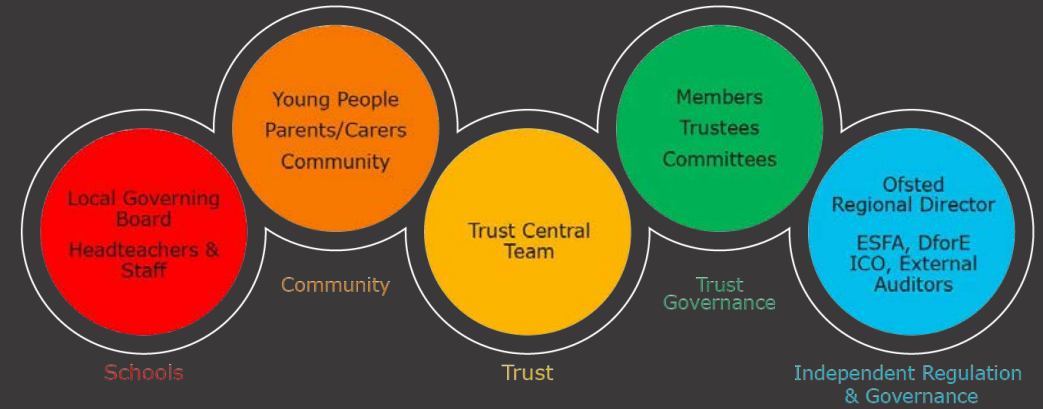 Local Governing
Board
Headteachers &
Staff
Schools
Young People
Parents/Carers
Community
Community
Trust Central
Team
Trust
Members
Trustees
Committees
Trust
Governance
Ofsted
Regional Director
ESFA, DforE
ICO, External
Auditors
Independent Regulation
& Governance